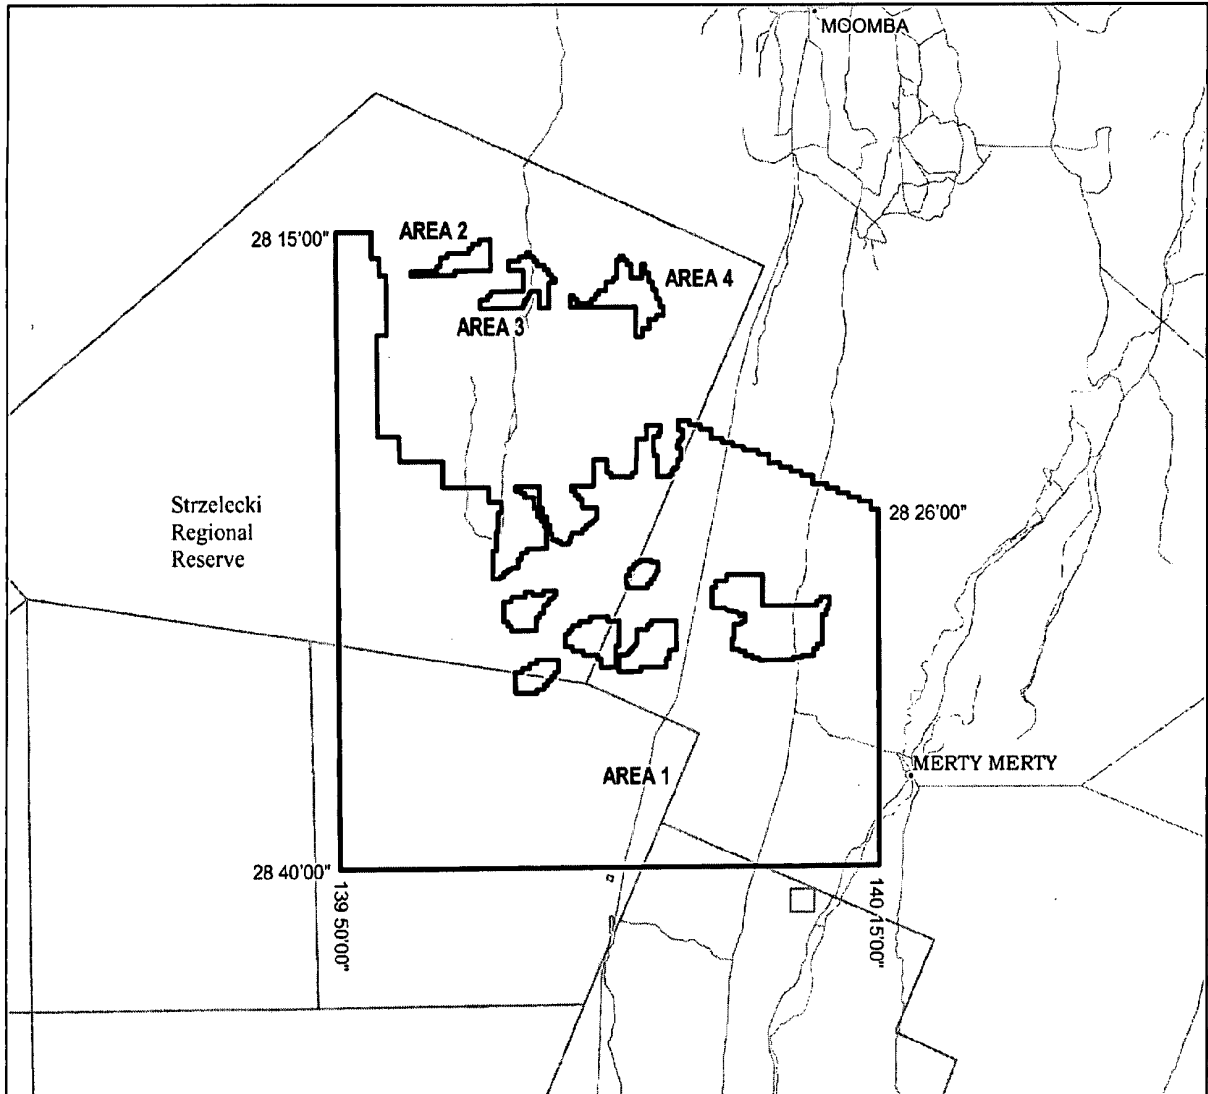 MOOMBA
28 15'00"
AREA 2
AREA 4
AREA 3
Strzelecki
Regional
Reserve
28 26'00"
MERTY MERTY
AREA 1
28 40'00"
139 50'00"
140 15'00"